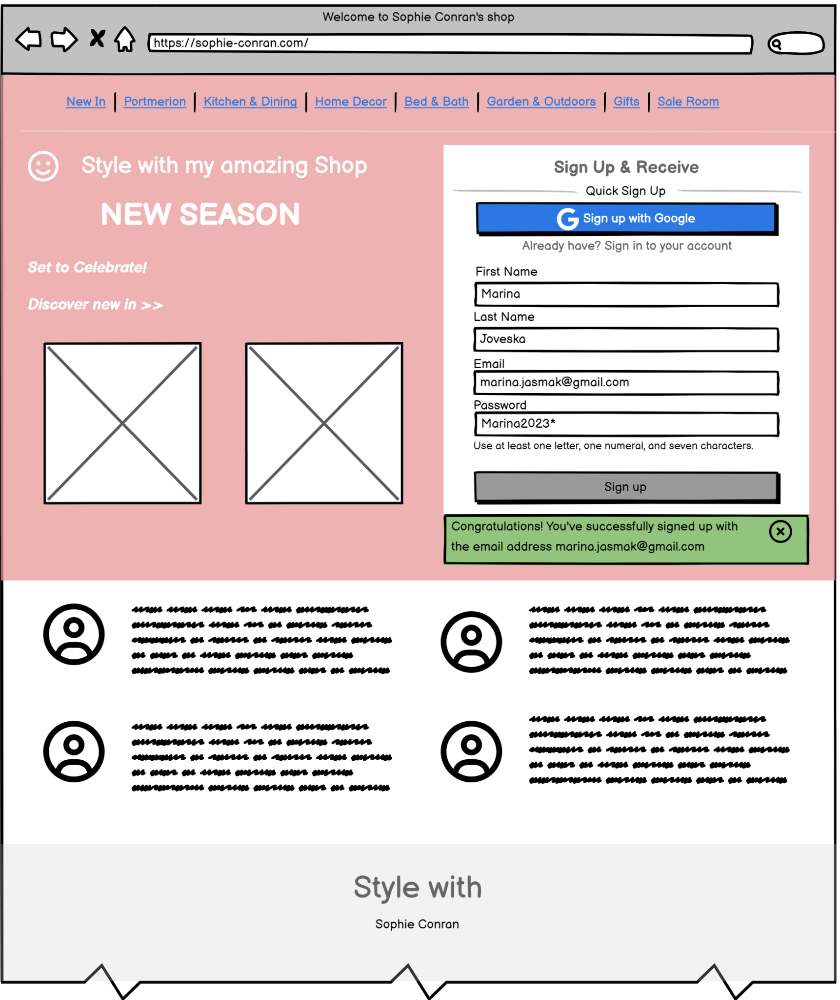 Welcome to Sophie Conran's shop
https://sophie-conran.com/
New In Portmerion Kitchen & Dining Home Decor Bed & Bath Garden & Outdoors Gifts Sale Room
Style with my amazing Shop
NEW SEASON
Set to Celebrate!
Discover new in >>
Sign Up & Receive
Quick Sign Up
Sign up with Google
Already have? Sign in to your account
First Name
Marina
Last Name
Joveska
Email
marina.jasmak@gmail.com
Password
Marina2023*
Use at least one letter, one numeral, and seven characters.
Sign up
Congratulations! You've successfully signed up with
the email address marina.jasmak@gmail.com
Style with
Sophie Conran